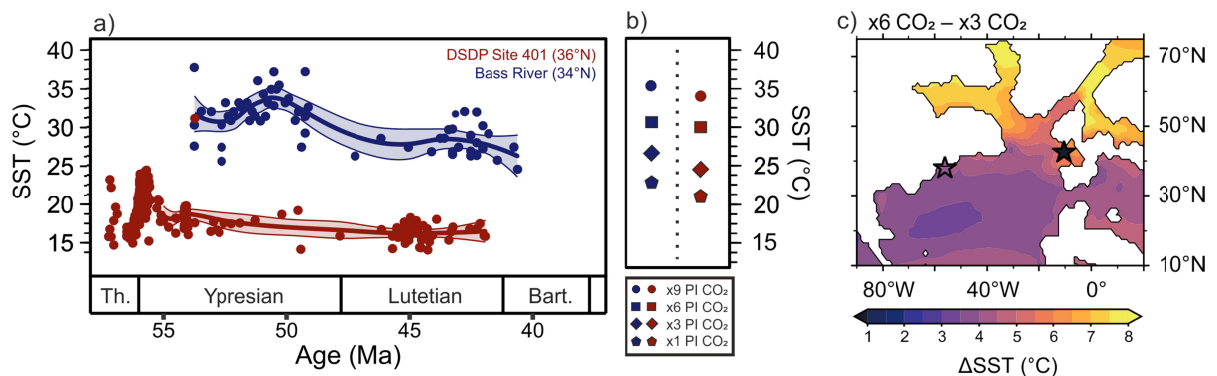 a)
40
35
30
25
20
15
SST (°C)
DSDP Site 401 (36°N)
Bass River (34°N)
Th.
Ypresian
Lutetian
Bart.
55
50
45
40
Age (Ma)
b)
40
35
30
25
20
15
SST (°C)
x9 PI CO₂
x6 PI CO₂
x3 PI CO₂
x1 PI CO₂
c) x6 CO₂ – x3 CO₂
70°N
50°N
30°N
10°N
80°W
40°W
0°
1 2 3 4 5 6 7 8
ΔSST (°C)